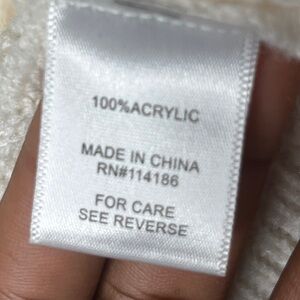 100%ACRYLIC
MADE IN CHINA
RN#114186
FOR CARE
SEE REVERSE